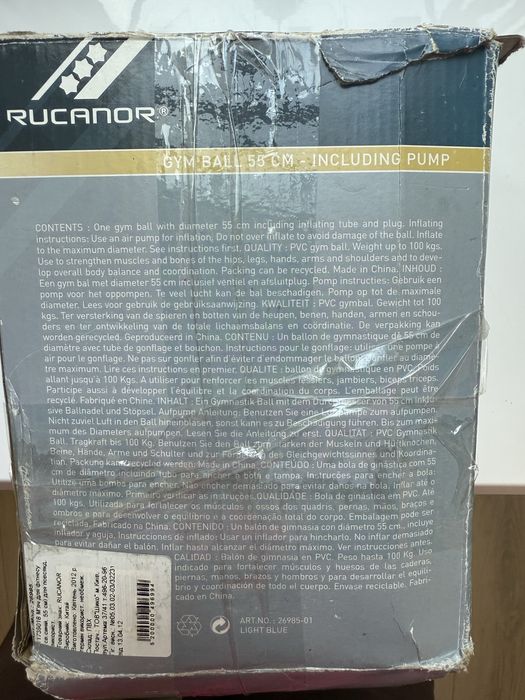 RUCANOR®
GYM BALL 55 CM - INCLUDING PUMP
CONTENTS : One gym ball with diameter 55 cm including inflating tube and plug. Inflating
instructions: Use an air pump for inflation. Do not over inflate to avoid damage of the ball. Inflate
to the maximum diameter. See instructions first. QUALITY : PVC gym ball. Weight up to 100 kgs.
Use to strengthen muscles and bones of the hips, legs, hands, arms and shoulders and to deve-
lop overall body balance and coordination. Packing can be recycled. Made in China. INHOUD :
Een gym bal met diameter 55 cm inclusief ventiel en afsluitplug. Pomp instructies: Gebruik een
pomp voor het oppompen. Te veel lucht kan de bal beschadigen. Pomp op tot de maximale
diameter. Lees voor gebruik de gebruiksaanwijzing. KWALITEIT : PVC gymbal. Gewicht tot 100
kgs. Ter versterking van de spieren en botten van de heupen, benen, handen, armen en schou-
ders en ter ontwikkeling van de totale lichaamsbalans en coördinatie. De verpakking kan
worden gerecycled. Geproduceerd in China. CONTENU : Un ballon de gymnastique de 55 cm de
diamètre avec tube de gonflage et bouchon. Instructions pour le gonflage: utiliser une pompe à
air pour le gonflage. Ne pas sur gonfler afin d'éviter d'endommager le ballon. Gonfler au diamè-
tre maximum. Lire ces instructions en premier. QUALITE : ballon de gymnastique en PVC. Poids
allant jusqu'à 100 Kgs. A utiliser pour renforcer les muscles fessiers, jambiers, biceps, triceps.
Participe aussi à développer l'équilibre et la coordination du corps. L'emballage peut être
recyclé. Fabriqué en Chine. INHALT : Ein Gymnastik Ball mit dem Durchmesser von 55 cm inklu-
sive Ballnadel und Stöpsel. Aufpump Anleitung: Benutzen Sie eine Luftpumpe zum aufpumpen.
Nicht zuviel Luft in den Ball hineinblasen, sonst kann es zu Beschädigung führen. Bis zum maxi-
mum des Diameters aufpumpen. Lesen Sie die Anleitung zuerst. QUALITAT : PVC Gymnastik
Ball. Tragkraft bis 100 Kg. Benutzen Sie den Ball zum stärken der Muskeln und Hüftknochen,
Beine, Hände, Arme und Schulter und zur Förderung des Gleichgewichtssinnes und Koordina-
tion. Packing kann recycled werden. Made in China. CONTEÚDO : Uma bola de ginástica com 55
cm de diâmetro, incluindo tubo para encher a bola e tampa. Instruções para encher a bola:
Utilize uma bomba para encher. Não encher demasiado para evitar danos na bola. Inflar até o
diâmetro máximo. Primeiro verificar as instruções. QUALIDADE : Bola de ginástica em PVC. Até
100 kgs. Utilizada para fortalecer os músculos e ossos dos quadris, pernas, mãos, braços e
ombros e para desenvolver o equilíbrio e coordenação total do corpo. Embalagem pode ser
reciclada. Fabricado na China. CONTENIDO : Un balón de gimnasia con diámetro 55 cm., incluye
inflador y aguja. Instrucciones de inflado: Usar un inflador para hincharlo. No inflar demasiado
para evitar dañar el balón. Inflar hasta alcanzar el diámetro máximo. Ver instrucciones antes.
CALIDAD : Balón de gimnasia en PVC. Peso hasta 100 Kg. Uso
indicado para fortalecer músculos y huesos de las caderas,
piernas, manos, brazos y hombros y para desarrollar el equili-
brio y coordinación de todo el cuerpo. Envase reciclable. Fabri-
cado en China.
ART.NO.: 26985-01
LIGHT BLUE